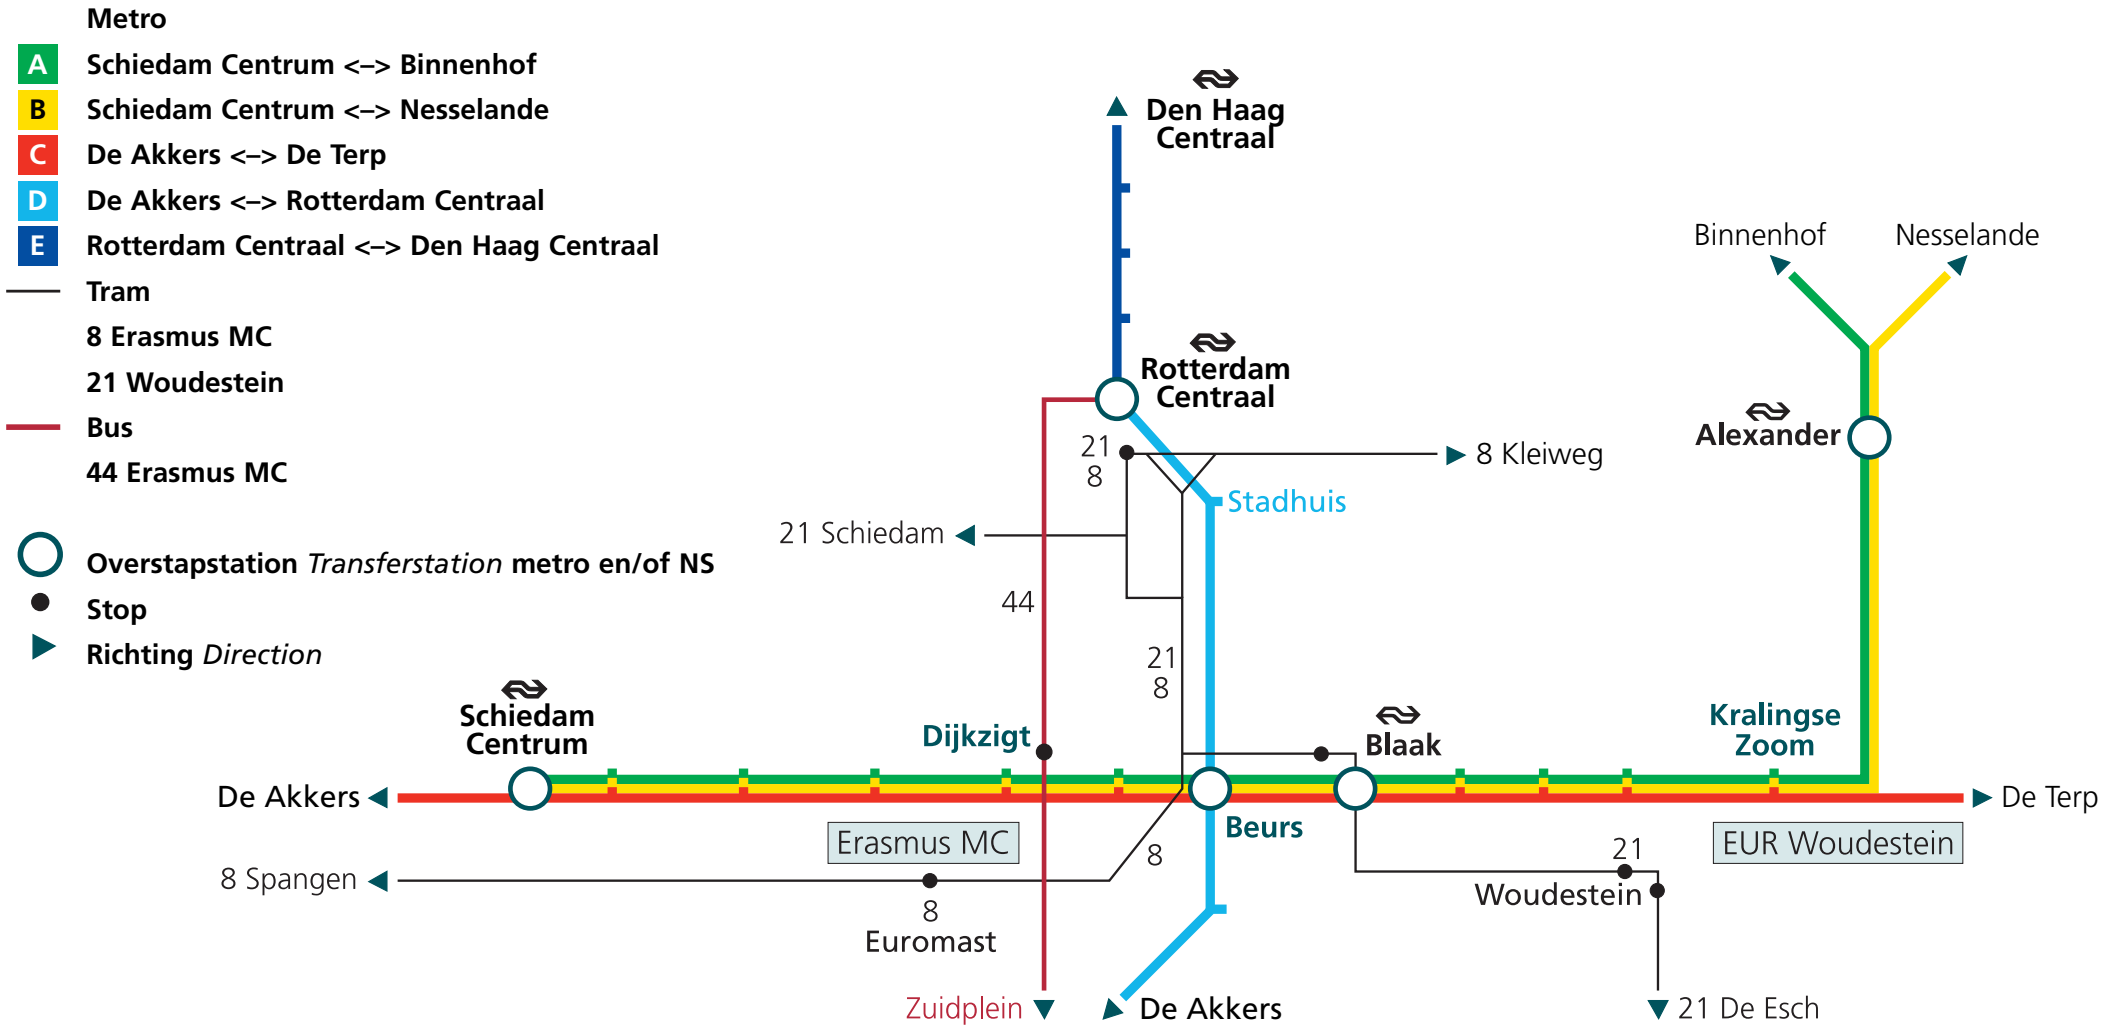 Metro
A Schiedam Centrum <–> Binnenhof
B Schiedam Centrum <–> Nesselande
C De Akkers <–> De Terp
D De Akkers <–> Rotterdam Centraal
E Rotterdam Centraal <–> Den Haag Centraal
Tram
8 Erasmus MC
21 Woudestein
Bus
44 Erasmus MC
Overstapstation Transferstation metro en/of NS
Stop
Richting Direction
Den Haag
Centraal
Binnenhof
Nesselande
Rotterdam
Centraal
Alexander
21
8
8 Kleiweg
Stadhuis
21 Schiedam
44
21
8
Schiedam
Centrum
Dijkzigt
Blaak
Kralingse
Zoom
De Akkers
De Terp
Beurs
Erasmus MC
8
21
EUR Woudestein
8 Spangen
8
Euromast
Woudestein
Zuidplein
De Akkers
21 De Esch